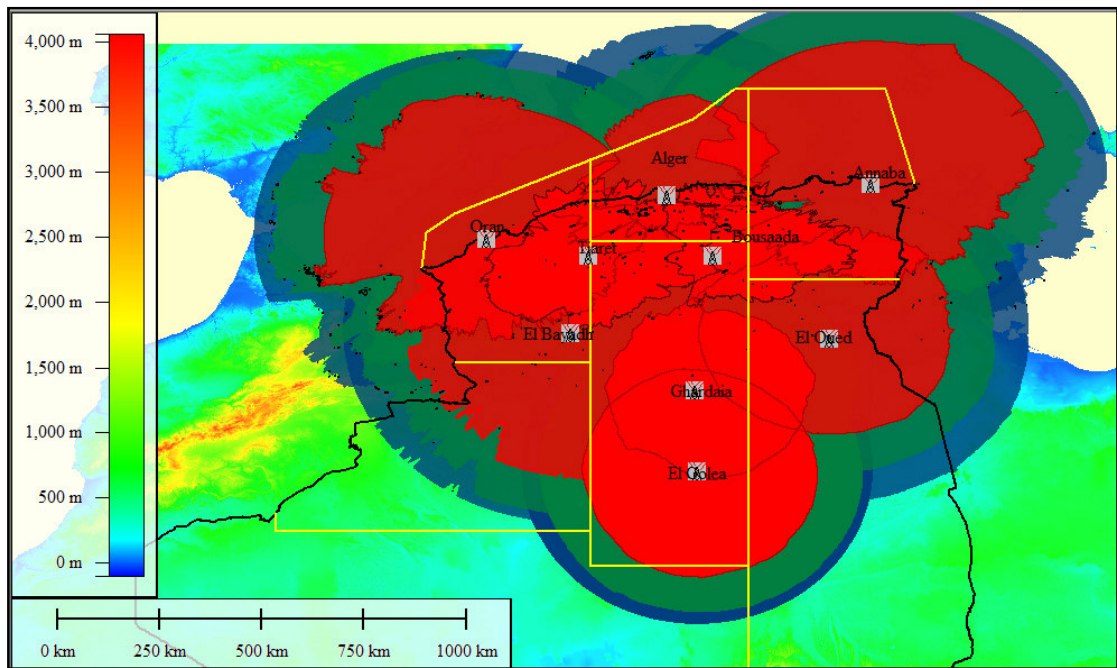 4,000 m
3,500 m
3,000 m
2,500 m
2,000 m
1,500 m
1,000 m
500 m
0 m
Alger
Annaba
Oran
Bousaada
Tiaret
El Bayadh
El Oued
Ghardaia
El Golea
0 km
250 km
500 km
750 km
1000 km